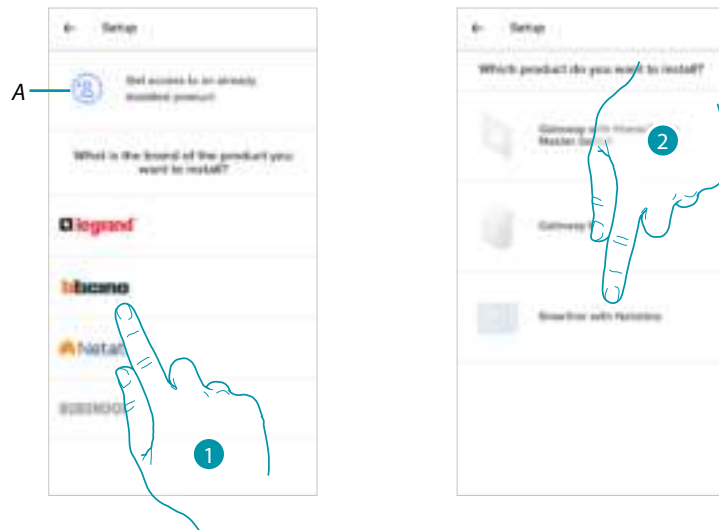 ← Setup
A
Get access to an already
installed product
What is the brand of the product you
want to install?
legrand
bticino
Netat
1
← Setup
Which product do you want to install?
Gateway with Home
Master
2
Gateway
Smarther with Netatmo